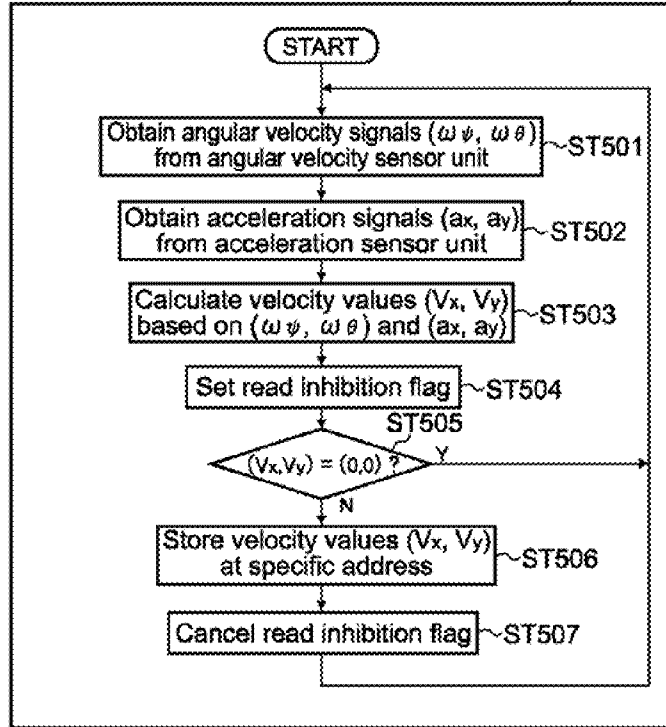 START
Obtain angular velocity signals (ωψ, ωθ)
from angular velocity sensor unit
ST501
Obtain acceleration signals (ax, ay)
from acceleration sensor unit
ST502
Calculate velocity values (Vx, Vy)
based on (ωψ, ωθ) and (ax, ay)
ST503
Set read inhibition flag
ST504
ST505
(Vx,Vy) = (0,0) ?
Y
N
Store velocity values (Vx, Vy)
at specific address
ST506
Cancel read inhibition flag
ST507